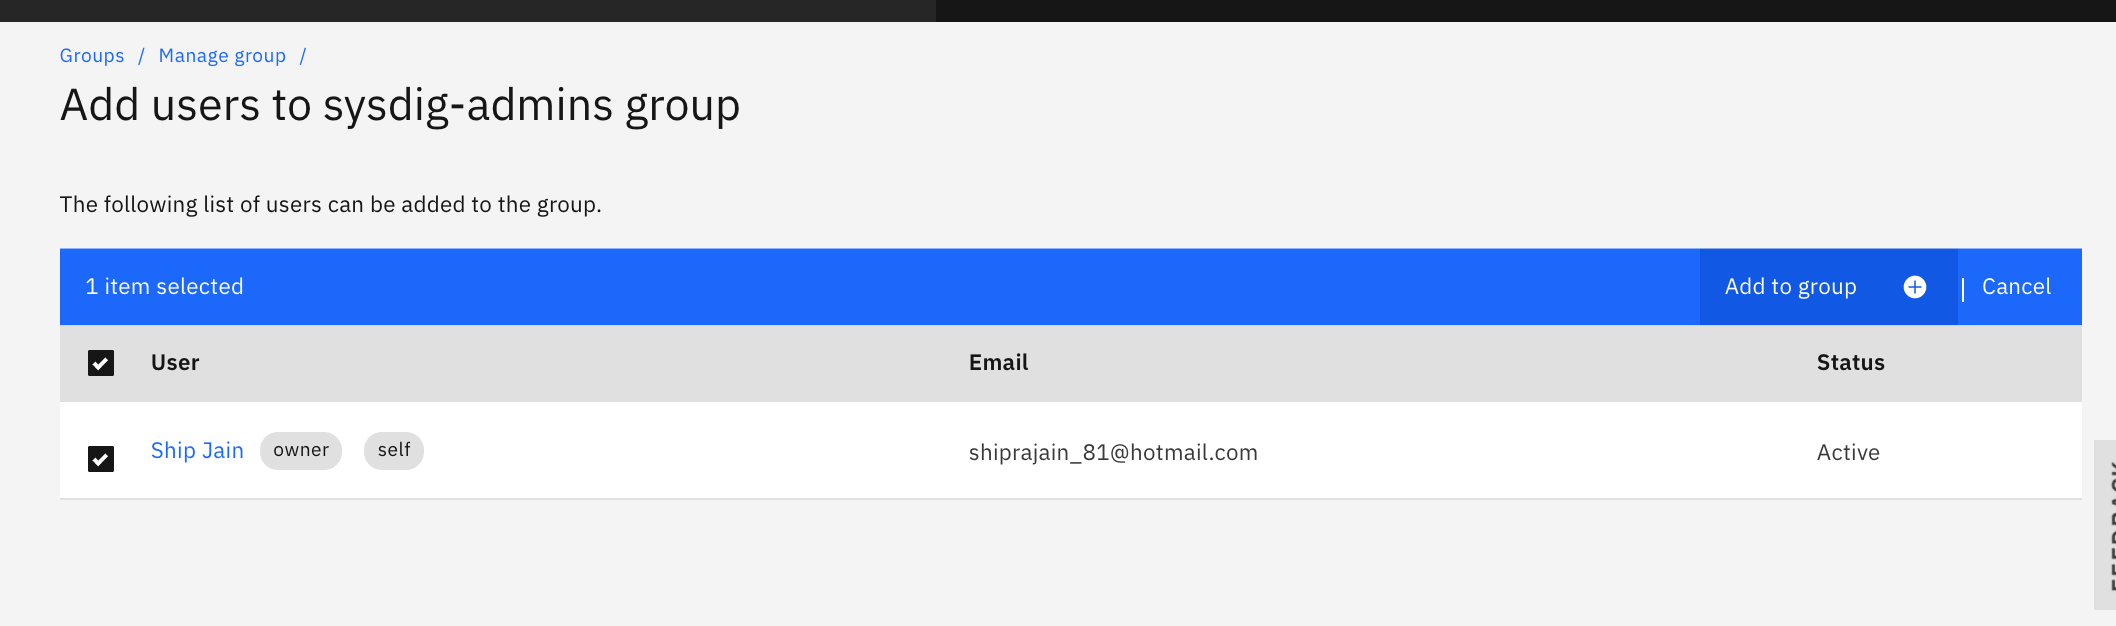 Groups / Manage group /
Add users to sysdig-admins group
The following list of users can be added to the group.
1 item selected Add to group | Cancel
User Email Status
Ship Jain owner self shiprajain_81@hotmail.com Active
FEEDBACK